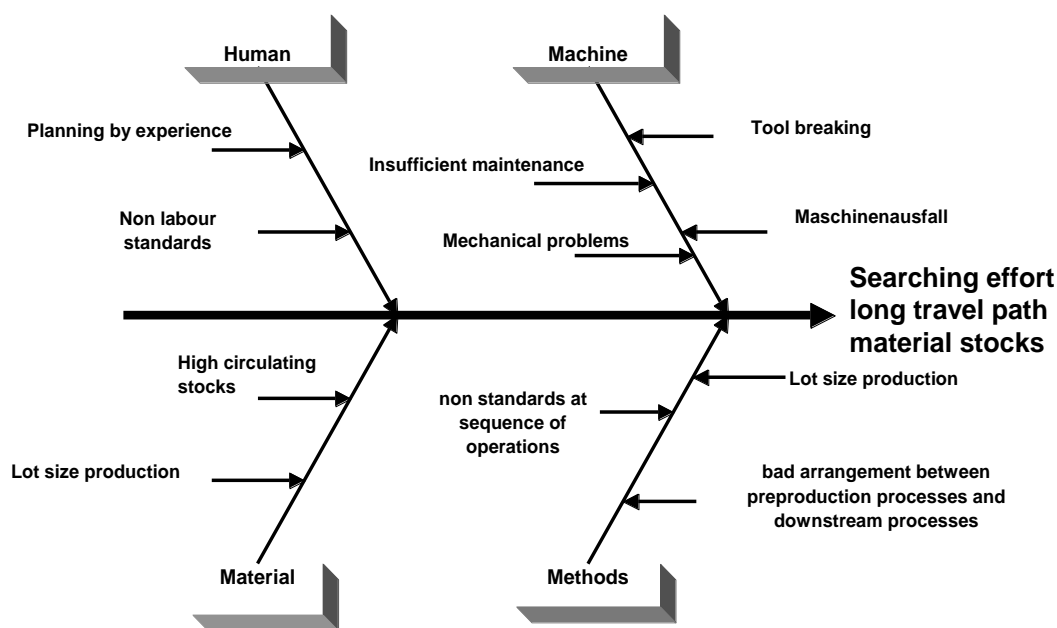 Human
Machine
Planning by experience
Tool breaking
Insufficient maintenance
Non labour
standards
Maschinenausfall
Mechanical problems
Searching effort
long travel path
material stocks
High circulating
stocks
Lot size production
non standards at
sequence of
operations
Lot size production
bad arrangement between
preproduction processes and
downstream processes
Material
Methods